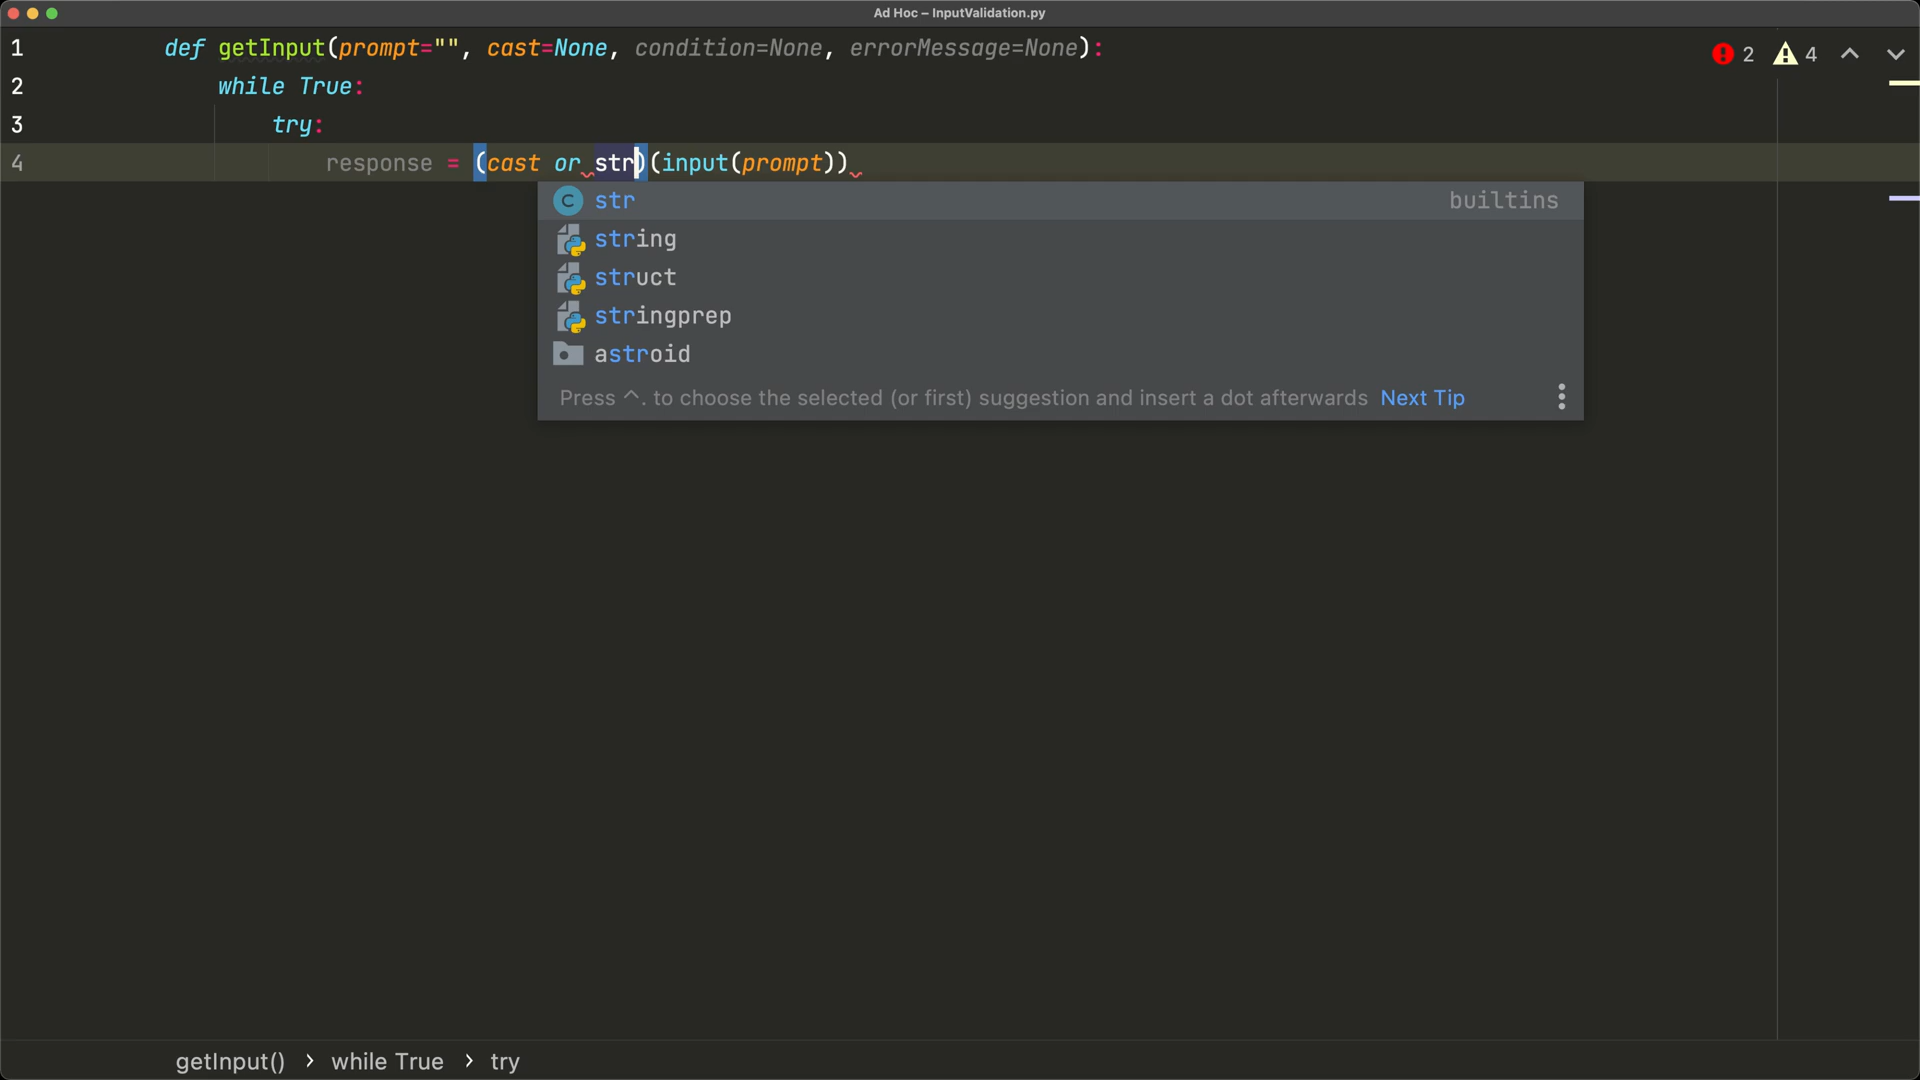 Ad Hoc – InputValidation.py
1 def getInput(prompt="", cast=None, condition=None, errorMessage=None):
2 4
2 while True:
3 try:
4 response = (cast or str)(input(prompt))
C str builtins
string
struct
stringprep
astroid
Press ^. to choose the selected (or first) suggestion and insert a dot afterwards Next Tip
getInput() › while True › try